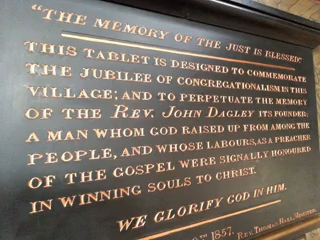 "THE MEMORY OF THE JUST IS BLESSED"
THIS TABLET IS DESIGNED TO COMMEMORATE
THE JUBILEE OF CONGREGATIONALISM IN THIS
VILLAGE; AND TO PERPETUATE THE MEMORY
OF THE REV. JOHN DAGLEY ITS FOUNDER:
A MAN WHOM GOD RAISED UP FROM AMONG THE
PEOPLE, AND WHOSE LABOURS, AS A PREACHER
OF THE GOSPEL WERE SIGNALLY HONOURED
IN WINNING SOULS TO CHRIST.
WE GLORIFY GOD IN HIM.
1857. REV. THOMAS HALL, MINISTER.